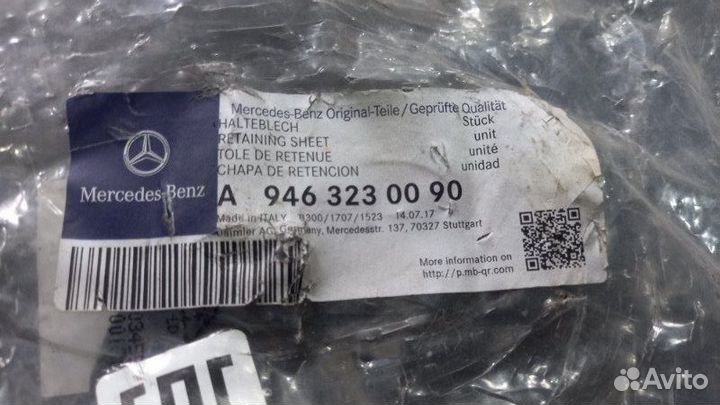 Mercedes-Benz Original-Teile/Geprüfte Qualität
HALTEBLECH Stück
RETAINING SHEET unit
TOLE DE RETENUE unité
CHAPA DE RETENCION unidad
Mercedes-Benz
A 946 323 00 90
Made in ITALY 0300/1707/1523 14.07.17
Daimler AG, Germany, Mercedesstr. 137, 70327 Stuttgart
More information on
http://p.mb-qr.com
Avito